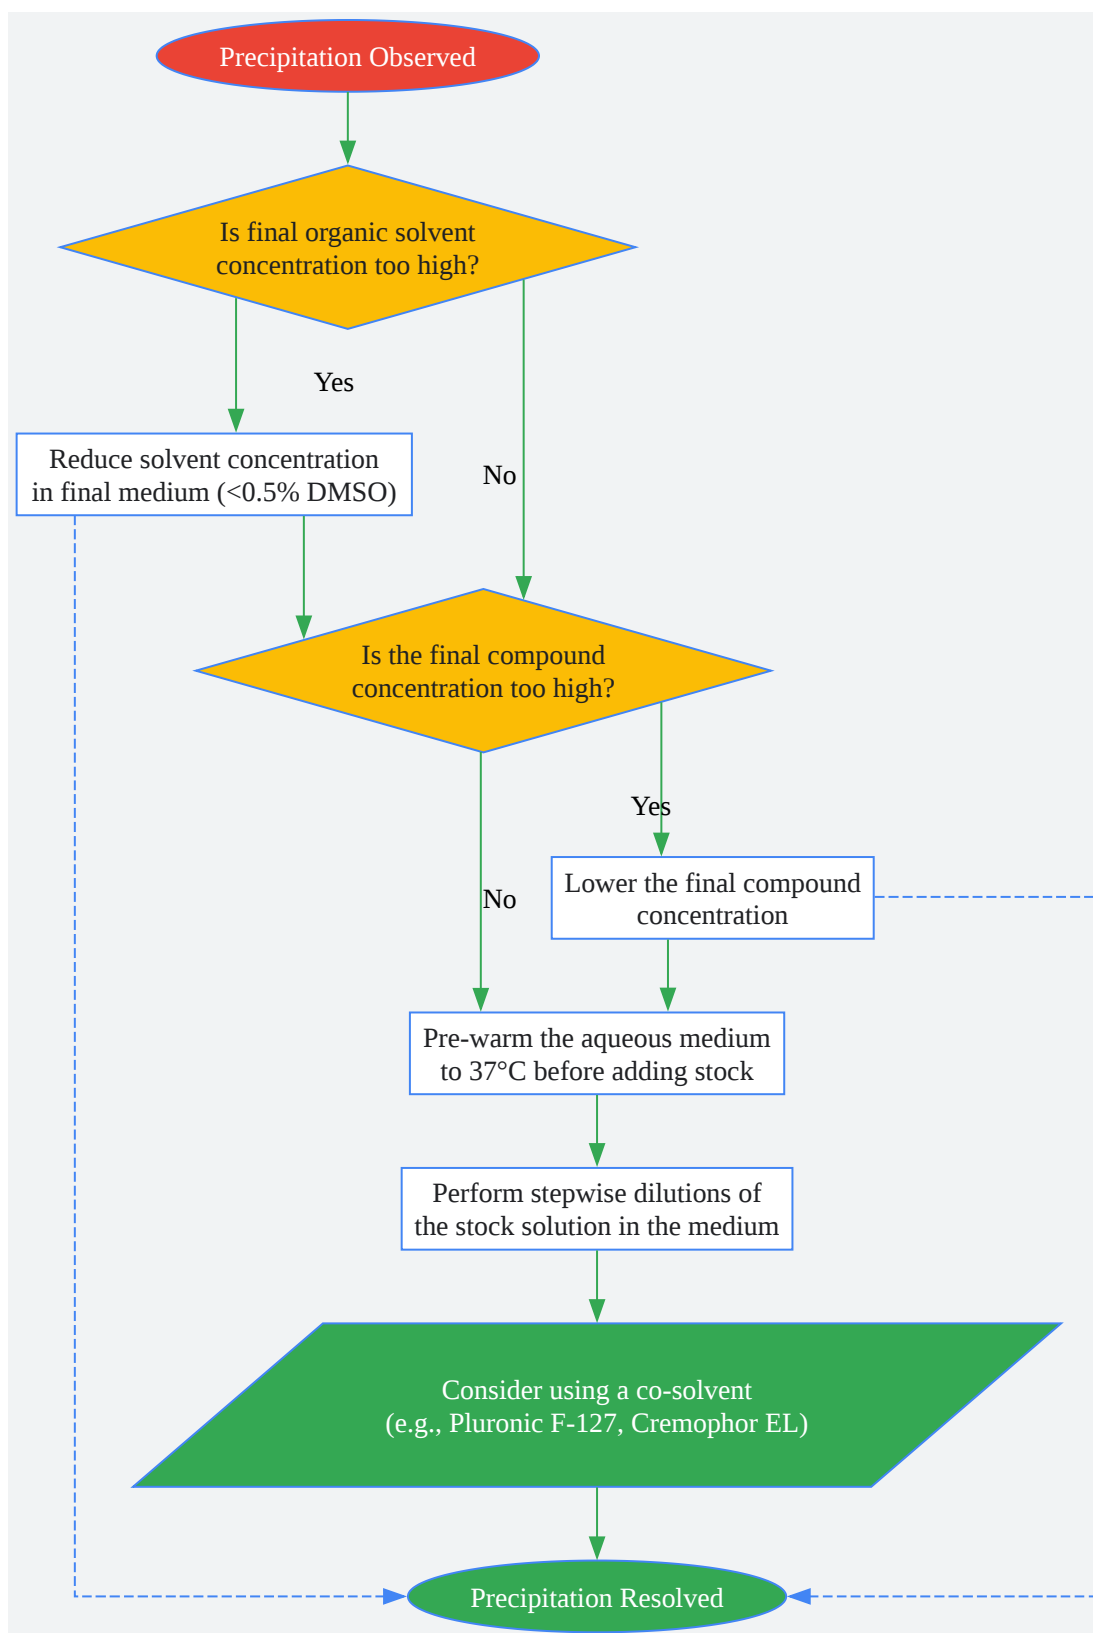 Precipitation Observed
Is final organic solvent
concentration too high?
Yes
Reduce solvent concentration
in final medium (<0.5% DMSO)
No
Is the final compound
concentration too high?
Yes
Lower the final compound
concentration
No
Pre-warm the aqueous medium
to 37°C before adding stock
Perform stepwise dilutions of
the stock solution in the medium
Consider using a co-solvent
(e.g., Pluronic F-127, Cremophor EL)
Precipitation Resolved